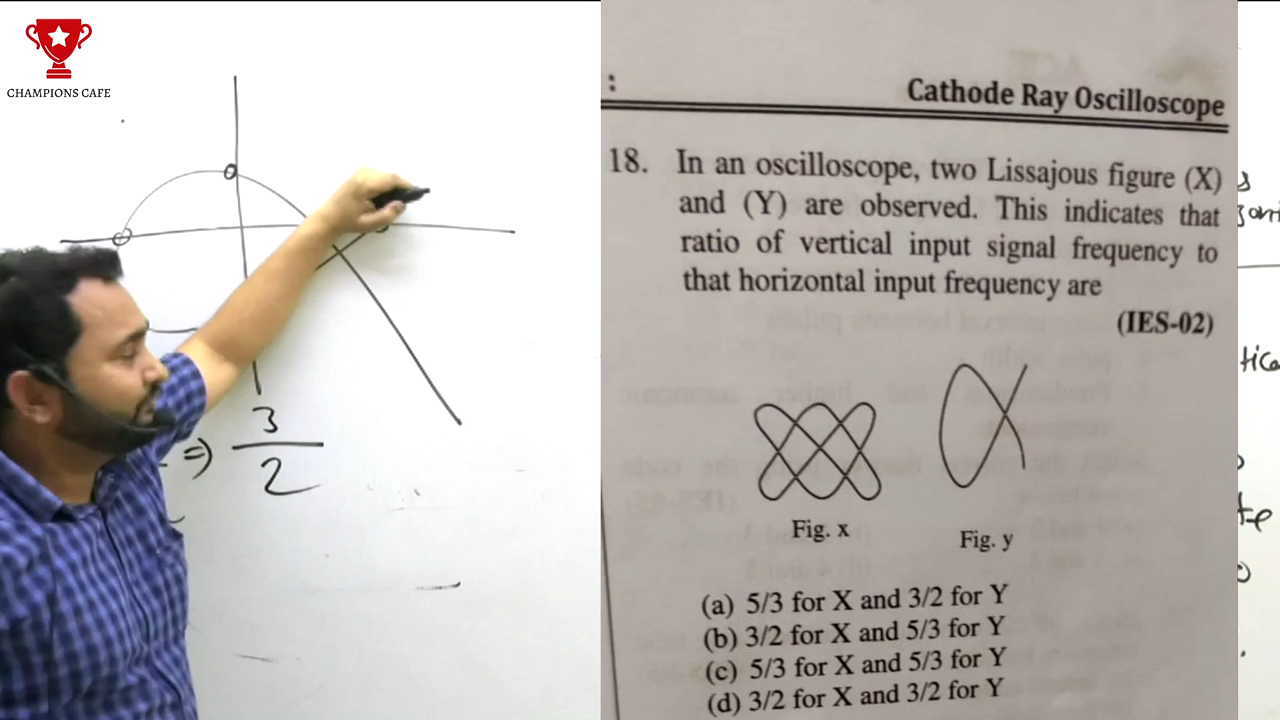 CHAMPIONS CAFE
=) 3
2
:
Cathode Ray Oscilloscope
18. In an oscilloscope, two Lissajous figure (X)
and (Y) are observed. This indicates that
ratio of vertical input signal frequency to
that horizontal input frequency are
(IES-02)
Fig. x
Fig. y
(a) 5/3 for X and 3/2 for Y
(b) 3/2 for X and 5/3 for Y
(c) 5/3 for X and 5/3 for Y
(d) 3/2 for X and 3/2 for Y